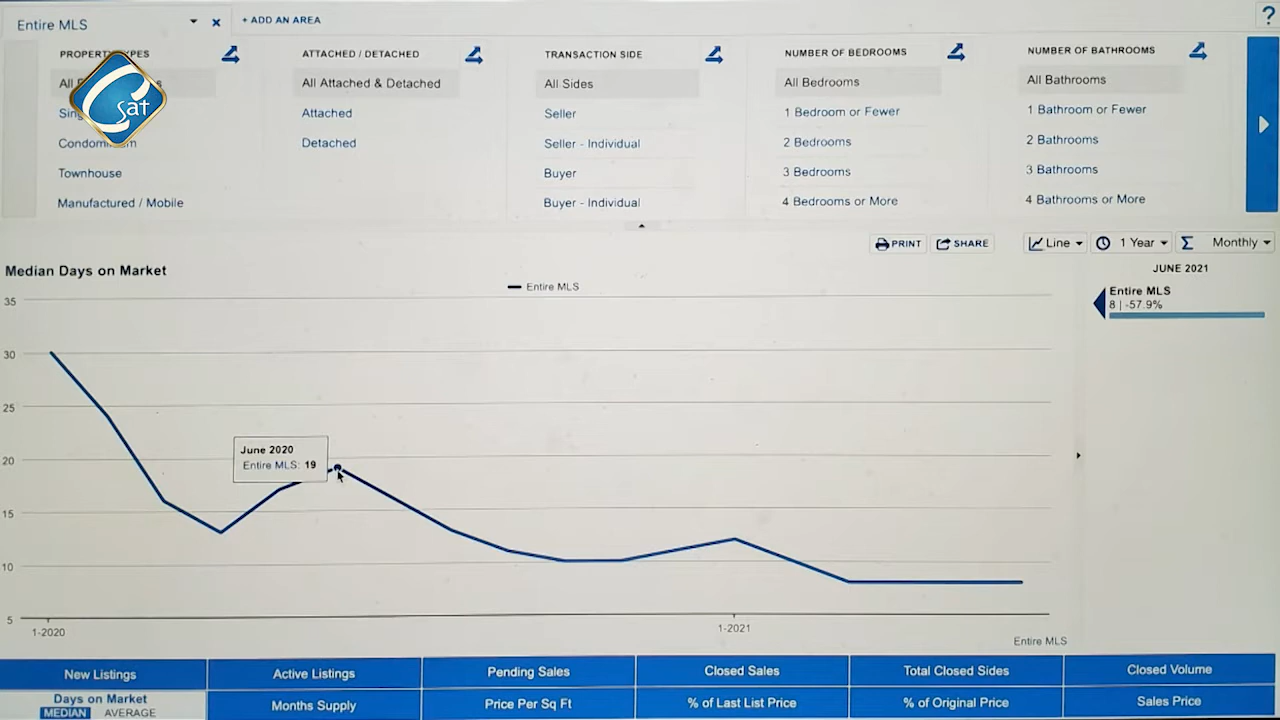 Entire MLS
+ ADD AN AREA
?
PROPERTY TYPES
ATTACHED / DETACHED
TRANSACTION SIDE
NUMBER OF BEDROOMS
NUMBER OF BATHROOMS
All
All Attached & Detached
All Sides
All Bedrooms
All Bathrooms
Attached
Seller
1 Bedroom or Fewer
1 Bathroom or Fewer
Condominium
Detached
Seller - Individual
2 Bedrooms
2 Bathrooms
Townhouse
Buyer
3 Bedrooms
3 Bathrooms
Manufactured / Mobile
Buyer - Individual
4 Bedrooms or More
4 Bathrooms or More
Csat
PRINT
SHARE
Line
1 Year
Σ
Monthly
Median Days on Market
Entire MLS
JUNE 2021
Entire MLS
8 | -57.9%
35
30
25
20
15
10
5
June 2020
Entire MLS: 19
1-2020
1-2021
Entire MLS
New Listings
Active Listings
Pending Sales
Closed Sales
Total Closed Sides
Closed Volume
Days on Market
MEDIAN AVERAGE
Months Supply
Price Per Sq Ft
% of Last List Price
% of Original Price
Sales Price